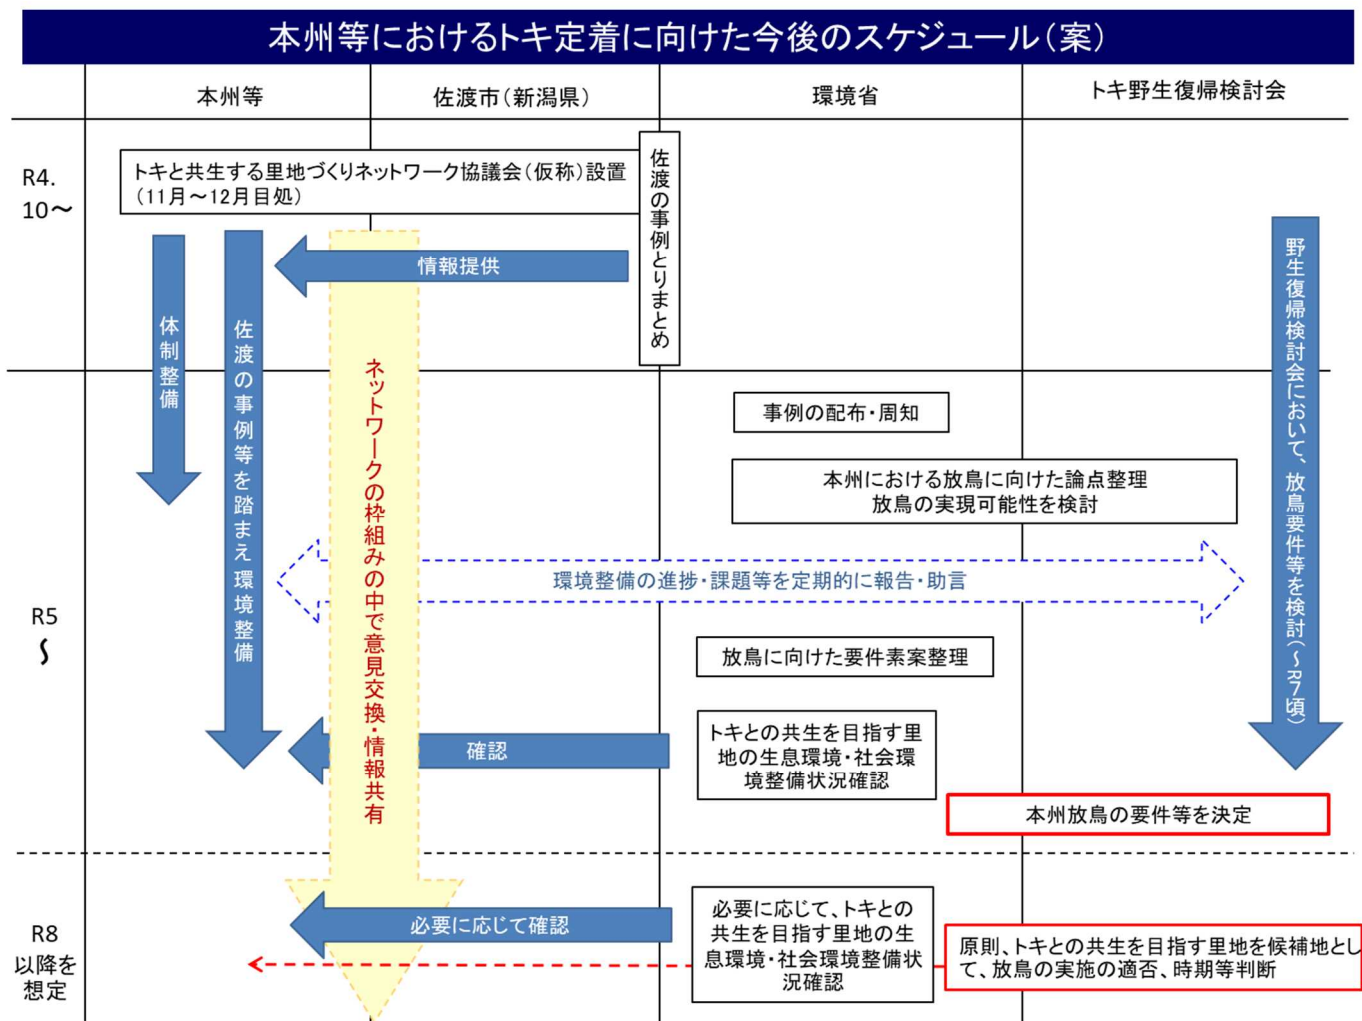 本州等におけるトキ定着に向けた今後のスケジュール（案）
本州等
佐渡市（新潟県）
環境省
トキ野生復帰検討会
R4.
10～
トキと共生する里地づくりネットワーク協議会（仮称）設置
（11月～12月目処）
佐渡の事例とりまとめ
情報提供
体制整備
佐渡の事例等を踏まえ環境整備
ネットワークの枠組みの中で意見交換・情報共有
野生復帰検討会において、放鳥要件等を検討（～R7頃）
R5
～
事例の配布・周知
本州における放鳥に向けた論点整理
放鳥の実現可能性を検討
環境整備の進捗・課題等を定期的に報告・助言
放鳥に向けた要件素案整理
確認
トキとの共生を目指す里
地の生息環境・社会環
境整備状況確認
本州放鳥の要件等を決定
R8
以降を
想定
必要に応じて確認
必要に応じて、トキとの
共生を目指す里地の生
息環境・社会環境整備状
況確認
原則、トキとの共生を目指す里地を候補地とし
て、放鳥の実施の適否、時期等判断